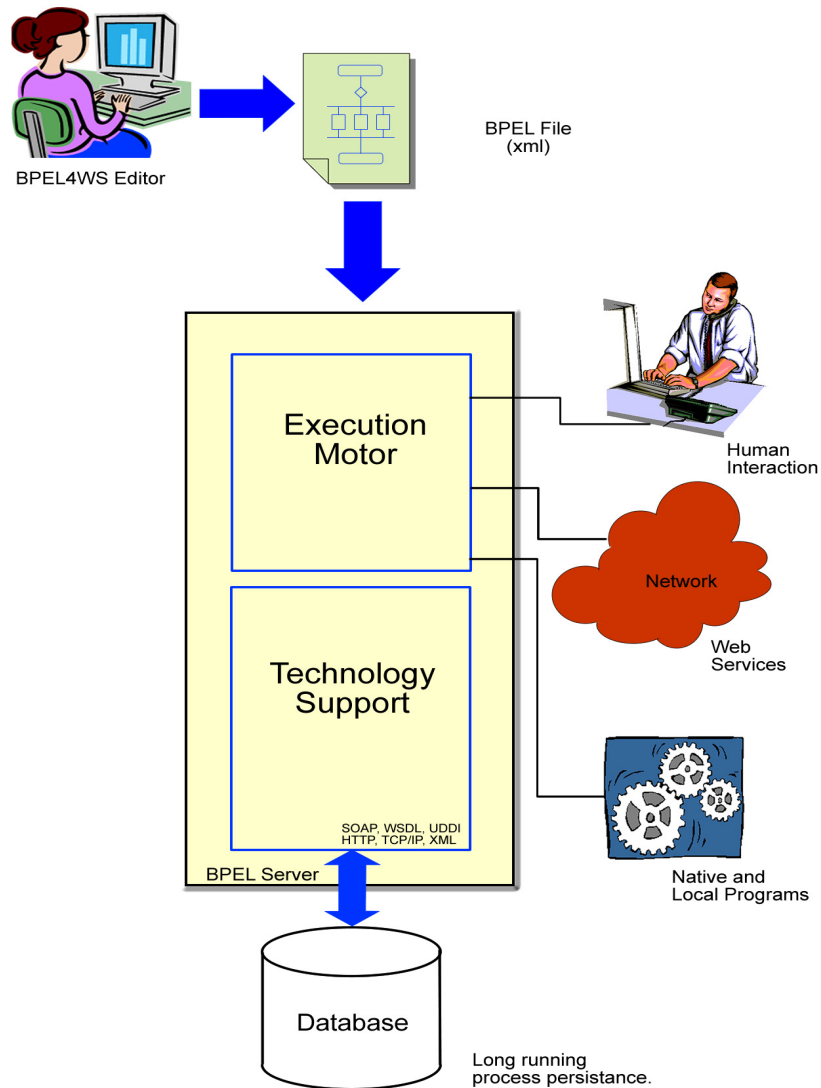 BPEL4WS Editor
BPEL File
(xml)
Execution
Motor
Human
Interaction
Network
Web
Services
Technology
Support
SOAP, WSDL, UDDI
HTTP, TCP/IP, XML
BPEL Server
Native and
Local Programs
Database
Long running
process persistance.